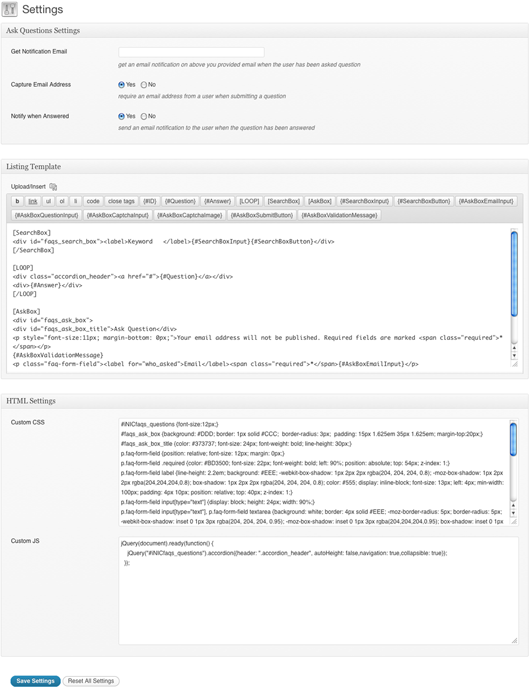 Settings
Ask Questions Settings
Get Notification Email
get an email notification on above you provided email when the user has been asked question
Capture Email Address Yes No
require an email address from a user when submitting a question
Notify when Answered Yes No
send an email notification to the user when the question has been answered
Listing Template
Upload/Insert
b link ul ol li code close tags {#ID} {#Question} {#Answer} [LOOP] [SearchBox] [AskBox] {#SearchBoxInput} {#SearchBoxButton} {#AskBoxEmailInput}
{#AskBoxQuestionInput} {#AskBoxCaptchaInput} {#AskBoxCaptchaImage} {#AskBoxSubmitButton} {#AskBoxValidationMessage}
[SearchBox]
<div id="faqs_search_box"><label>Keyword </label>{#SearchBoxInput}{#SearchBoxButton}</div>
[/SearchBox]
[LOOP]
<div class="accordion_header"><a href="#">{#Question}</a></div>
<div>{#Answer}</div>
[/LOOP]
[AskBox]
<div id="faqs_ask_box">
<div id="faqs_ask_box_title">Ask Question</div>
<p style="font-size:11px; margin-bottom: 0px;">Your email address will not be published. Required fields are marked <span class="required">*
</span></p>
{#AskBoxValidationMessage}
<p class="faq-form-field"><label for="who_asked">Email</label><span class="required">*</span>{#AskBoxEmailInput}</p>
HTML Settings
Custom CSS
#iNICfaqs_questions {font-size:12px;}
#faqs_ask_box {background: #DDD; border: 1px solid #CCC; border-radius: 3px; padding: 15px 1.625em 35px 1.625em; margin-top:20px;}
#faqs_ask_box_title {color: #373737; font-size: 24px; font-weight: bold; line-height: 30px;}
p.faq-form-field {position: relative; font-size: 12px; margin: 0px;}
p.faq-form-field .required {color: #BD3500; font-size: 22px; font-weight: bold; left: 90%; position: absolute; top: 54px; z-index: 1;}
p.faq-form-field label {line-height: 2.2em; background: #EEE; -webkit-box-shadow: 1px 2px 2px rgba(204, 204, 204, 0.8); -moz-box-shadow: 1px 2px
2px rgba(204,204,204,0.8); box-shadow: 1px 2px 2px rgba(204, 204, 204, 0.8); color: #555; display: inline-block; font-size: 13px; left: 4px; min-width:
100px; padding: 4px 10px; position: relative; top: 40px; z-index: 1;}
p.faq-form-field input[type="text"] {display: block; height: 24px; width: 90%;}
p.faq-form-field input[type="text"], p.faq-form-field textarea {background: white; border: 4px solid #EEE; -moz-border-radius: 5px; border-radius: 5px;
-webkit-box-shadow: inset 0 1px 3px rgba(204, 204, 204, 0.95); -moz-box-shadow: inset 0 1px 3px rgba(204,204,204,0.95); box-shadow: inset 0 1px
Custom JS
jQuery(document).ready(function() {
jQuery("#iNICfaqs_questions").accordion({header: ".accordion_header", autoHeight: false,navigation: true,collapsible: true});
});
Save Settings Reset All Settings